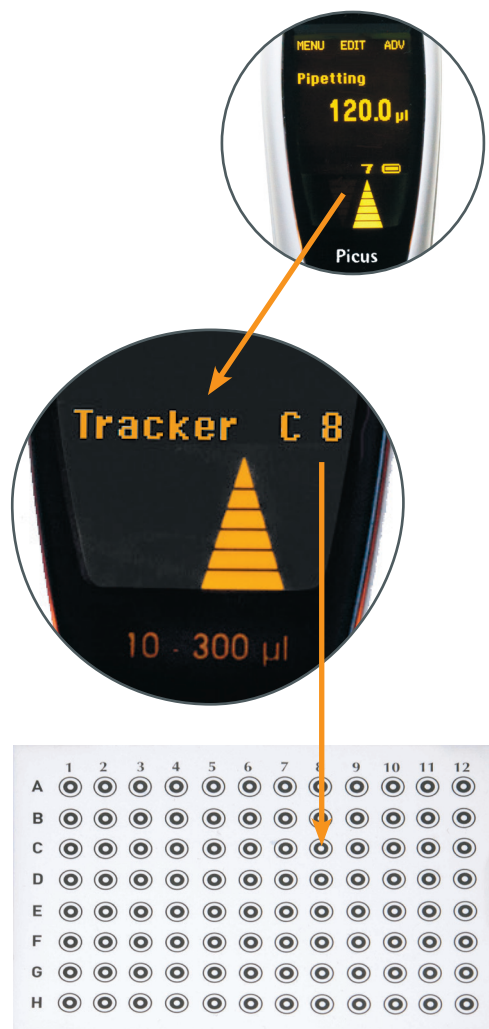 MENU EDIT ADV
Pipetting
120.0 µl
7
Picus
Tracker C 8
10 - 300 µl
1 2 3 4 5 6 7 8 9 10 11 12
A
B
C
D
E
F
G
H